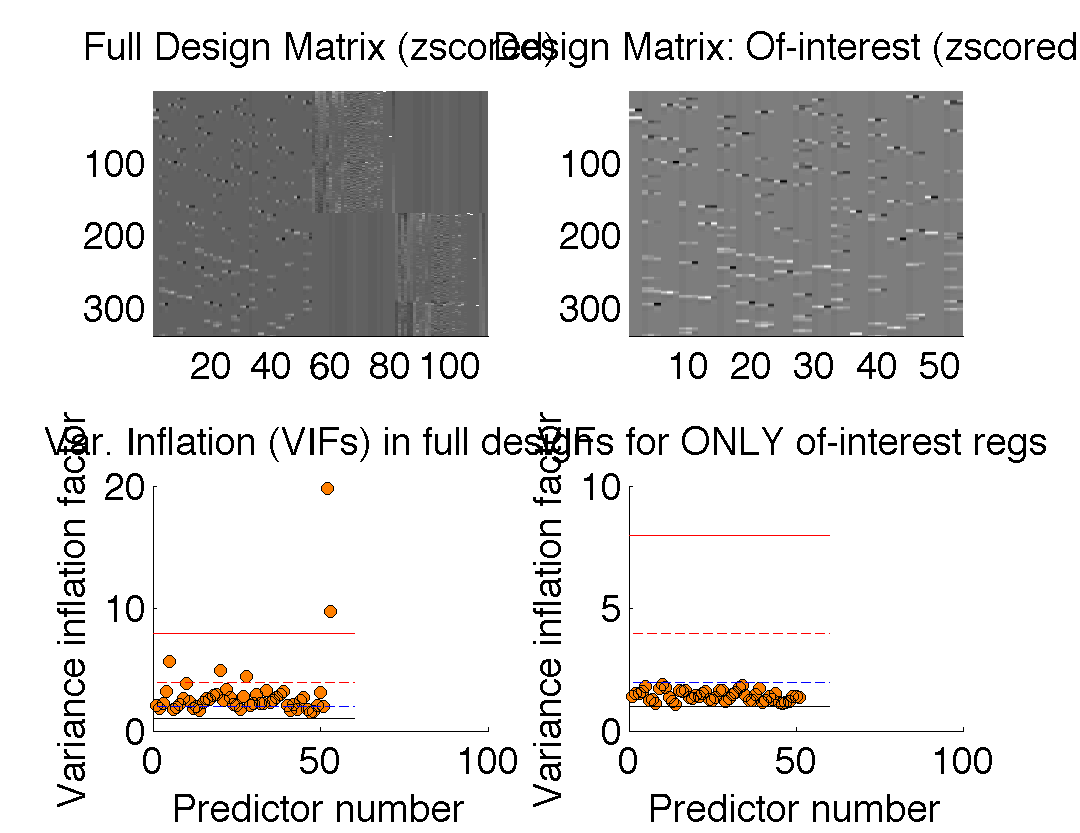 Full Design Matrix (zscored)
Design Matrix: Of-interest (zscored
100
200
300
20 40 60 80 100
100
200
300
10 20 30 40 50
Var. Inflation (VIFs) in full design
VIFs for ONLY of-interest regs
Variance inflation factor
20
10
0
0 50 100
Predictor number
Variance inflation factor
10
5
0
0 50 100
Predictor number